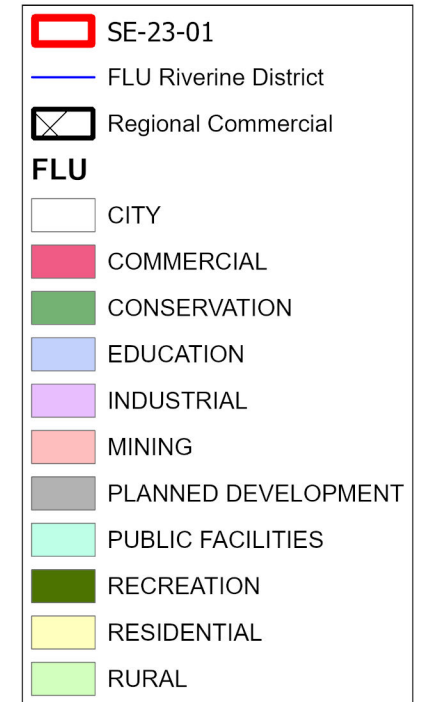 SE-23-01
FLU Riverine District
Regional Commercial
FLU
CITY
COMMERCIAL
CONSERVATION
EDUCATION
INDUSTRIAL
MINING
PLANNED DEVELOPMENT
PUBLIC FACILITIES
RECREATION
RESIDENTIAL
RURAL